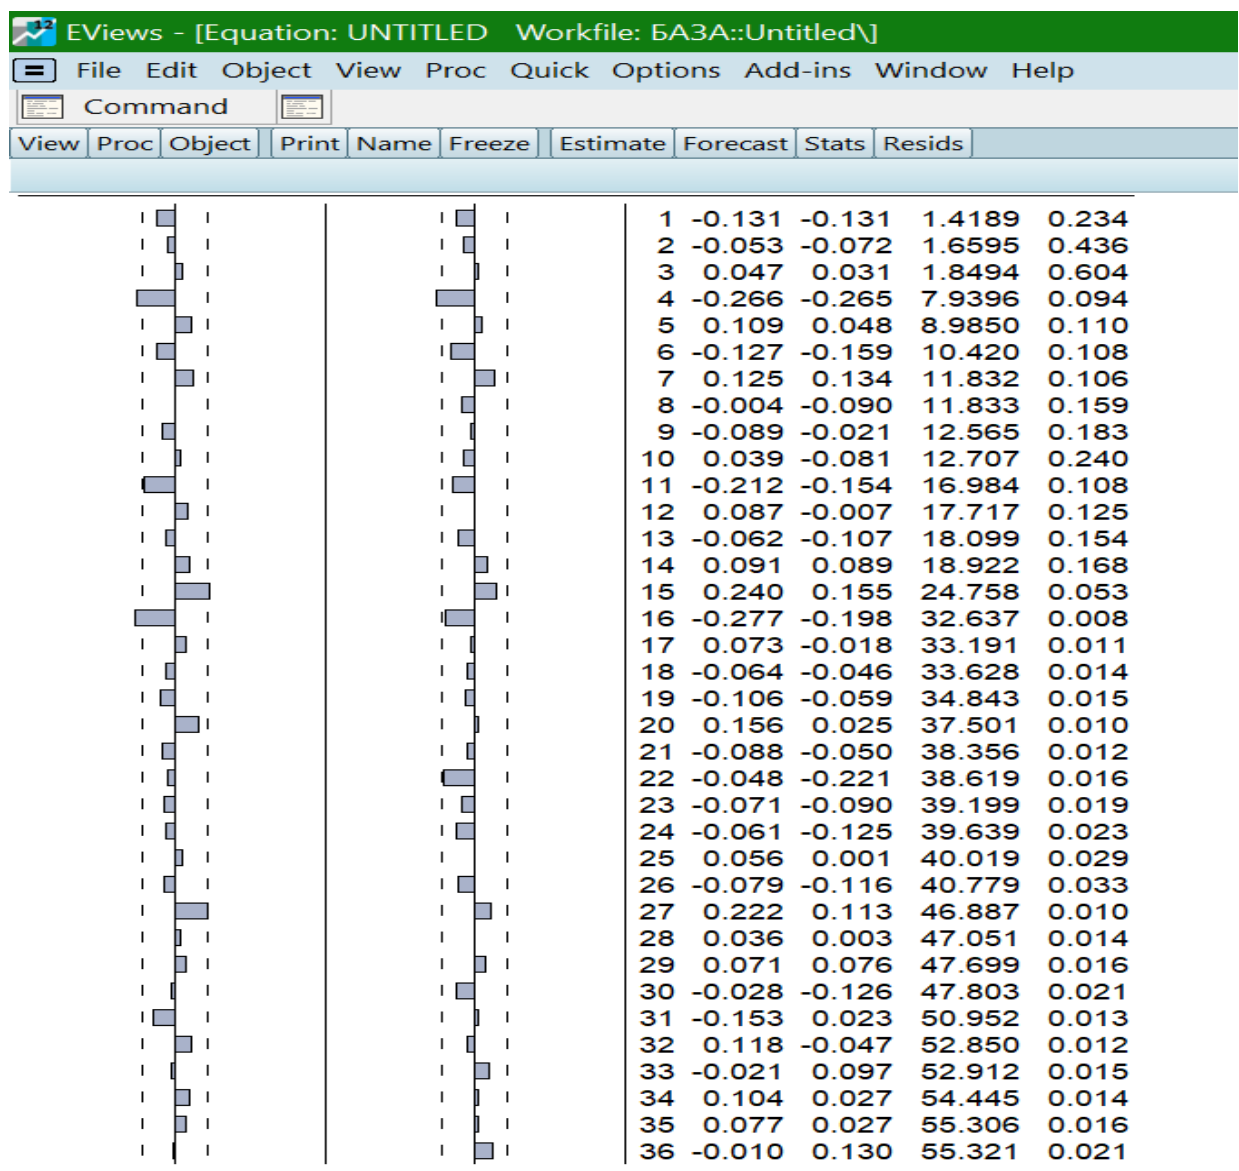 12 EViews - [Equation: UNTITLED   Workfile: БАЗА::Untitled\]
File Edit Object View Proc Quick Options Add-ins Window Help
Command
View Proc Object Print Name Freeze Estimate Forecast Stats Resids
1 -0.131 -0.131 1.4189 0.234
2 -0.053 -0.072 1.6595 0.436
3 0.047 0.031 1.8494 0.604
4 -0.266 -0.265 7.9396 0.094
5 0.109 0.048 8.9850 0.110
6 -0.127 -0.159 10.420 0.108
7 0.125 0.134 11.832 0.106
8 -0.004 -0.090 11.833 0.159
9 -0.089 -0.021 12.565 0.183
10 0.039 -0.081 12.707 0.240
11 -0.212 -0.154 16.984 0.108
12 0.087 -0.007 17.717 0.125
13 -0.062 -0.107 18.099 0.154
14 0.091 0.089 18.922 0.168
15 0.240 0.155 24.758 0.053
16 -0.277 -0.198 32.637 0.008
17 0.073 -0.018 33.191 0.011
18 -0.064 -0.046 33.628 0.014
19 -0.106 -0.059 34.843 0.015
20 0.156 0.025 37.501 0.010
21 -0.088 -0.050 38.356 0.012
22 -0.048 -0.221 38.619 0.016
23 -0.071 -0.090 39.199 0.019
24 -0.061 -0.125 39.639 0.023
25 0.056 0.001 40.019 0.029
26 -0.079 -0.116 40.779 0.033
27 0.222 0.113 46.887 0.010
28 0.036 0.003 47.051 0.014
29 0.071 0.076 47.699 0.016
30 -0.028 -0.126 47.803 0.021
31 -0.153 0.023 50.952 0.013
32 0.118 -0.047 52.850 0.012
33 -0.021 0.097 52.912 0.015
34 0.104 0.027 54.445 0.014
35 0.077 0.027 55.306 0.016
36 -0.010 0.130 55.321 0.021